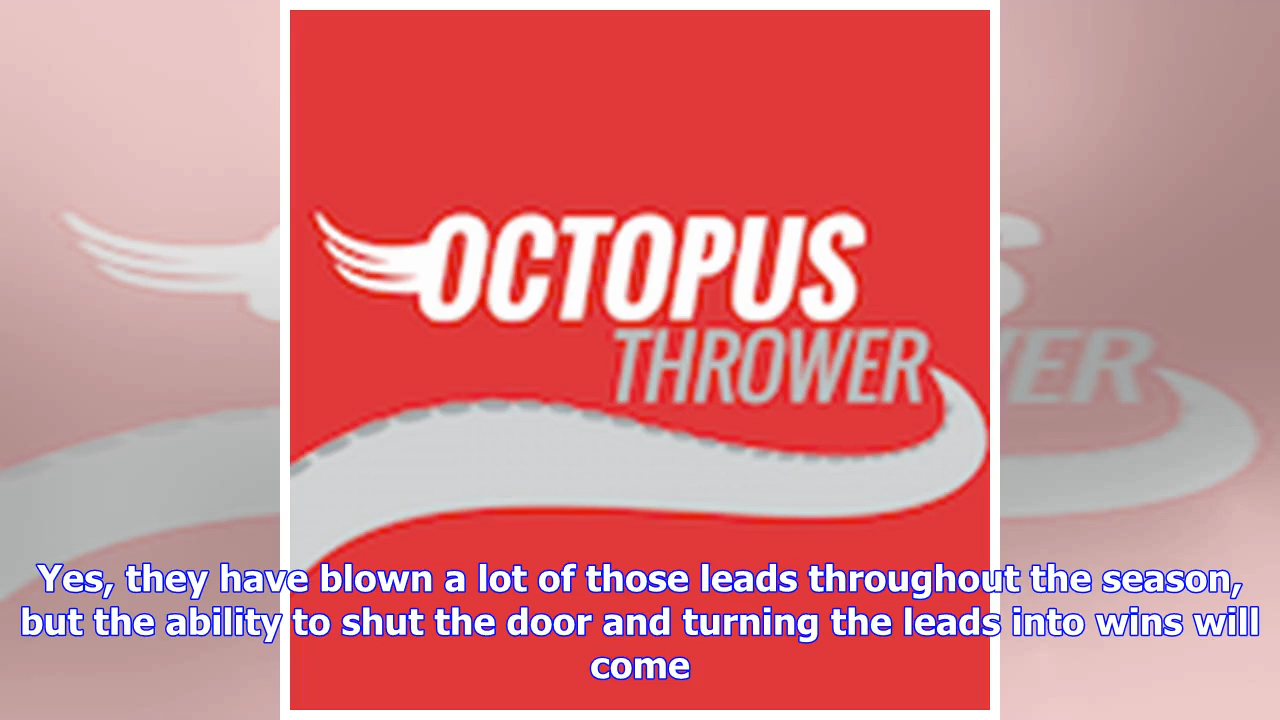 OCTOPUS
THROWER
Yes, they have blown a lot of those leads throughout the season,
but the ability to shut the door and turning the leads into wins will
come